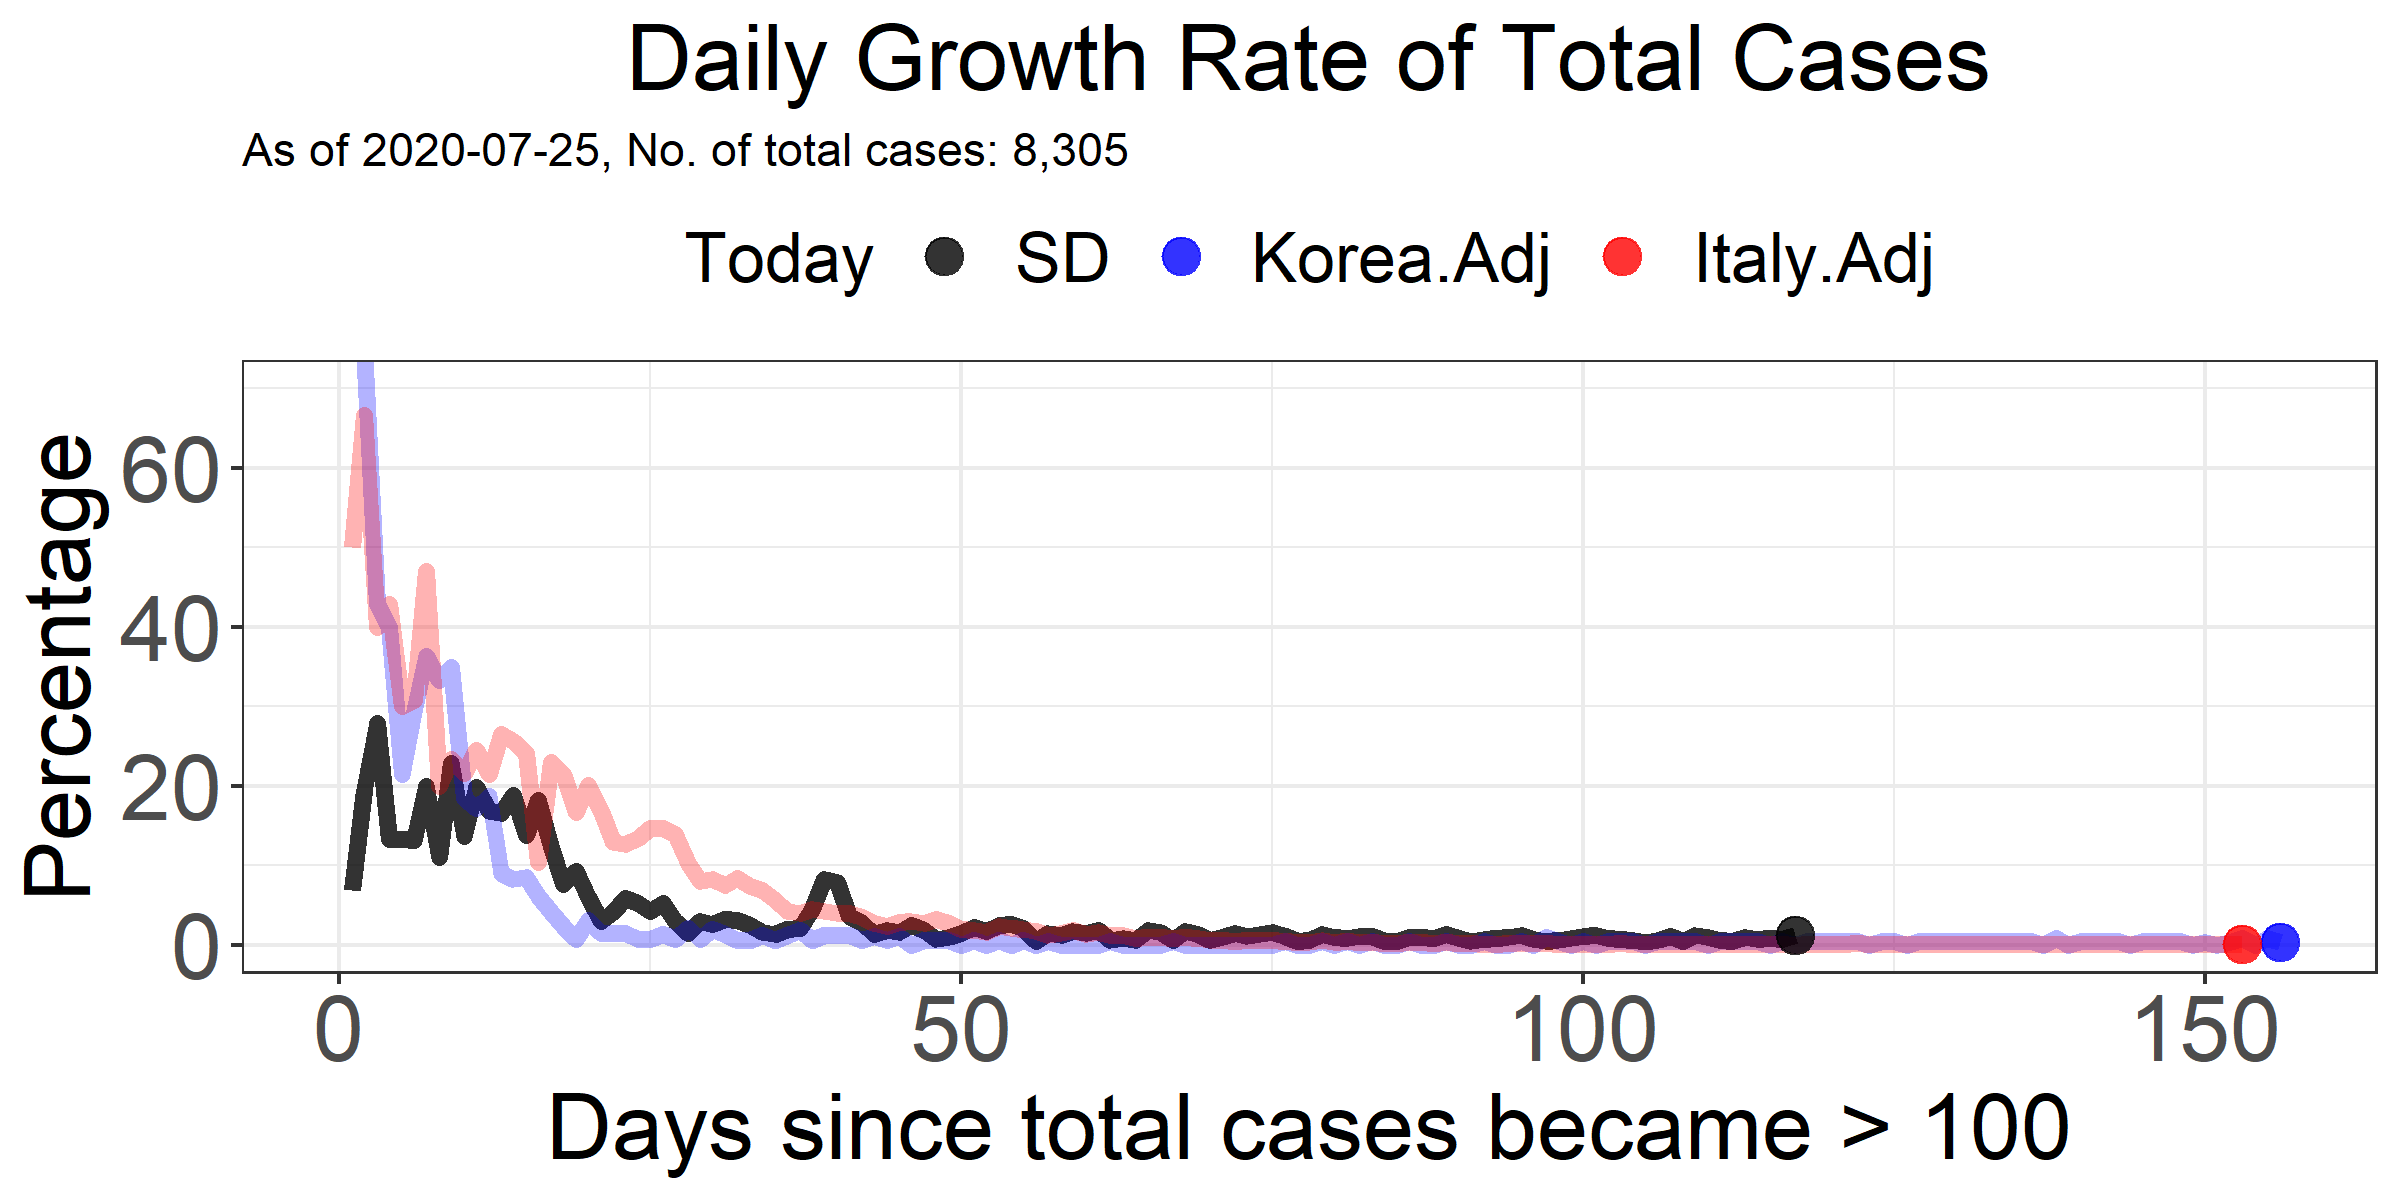 Daily Growth Rate of Total Cases
As of 2020-07-25, No. of total cases: 8,305
Today SD Korea.Adj Italy.Adj
Percentage
60
40
20
0
0 50 100 150
Days since total cases became > 100